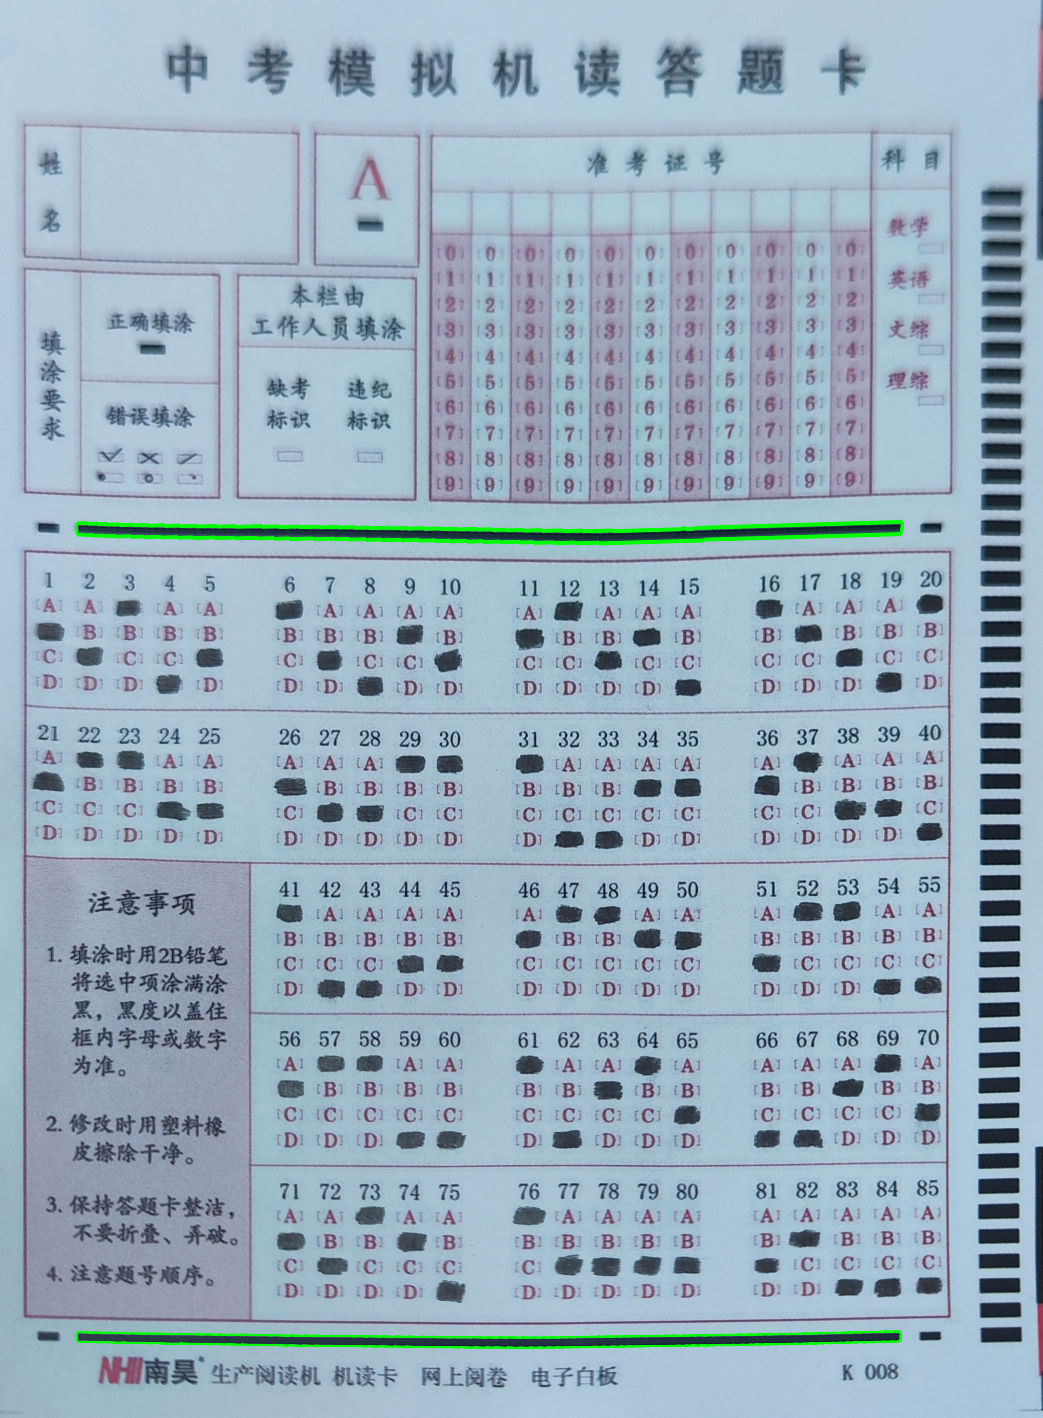 中考模拟机读答题卡
姓名
A
准考证号
科目
[0] [0] [0] [0] [0] [0] [0] [0] [0] [0] [0]
[1] [1] [1] [1] [1] [1] [1] [1] [1] [1] [1]
[2] [2] [2] [2] [2] [2] [2] [2] [2] [2] [2]
[3] [3] [3] [3] [3] [3] [3] [3] [3] [3] [3]
[4] [4] [4] [4] [4] [4] [4] [4] [4] [4] [4]
[5] [5] [5] [5] [5] [5] [5] [5] [5] [5] [5]
[6] [6] [6] [6] [6] [6] [6] [6] [6] [6] [6]
[7] [7] [7] [7] [7] [7] [7] [7] [7] [7] [7]
[8] [8] [8] [8] [8] [8] [8] [8] [8] [8] [8]
[9] [9] [9] [9] [9] [9] [9] [9] [9] [9] [9]
数学
英语
文综
理综
填涂要求
正确填涂
错误填涂
本栏由
工作人员填涂
缺考 违纪
标识 标识
1 2 3 4 5 6 7 8 9 10 11 12 13 14 15 16 17 18 19 20
[A] [A] [A] [A] [A] [A] [A] [A] [A] [A] [A] [A] [A] [A] [A]
[B] [B] [B] [B] [B] [B] [B] [B] [B] [B] [B] [B] [B] [B] [B]
[C] [C] [C] [C] [C] [C] [C] [C] [C] [C] [C] [C] [C] [C]
[D] [D] [D] [D] [D] [D] [D] [D] [D] [D] [D] [D] [D] [D] [D] [D]
21 22 23 24 25 26 27 28 29 30 31 32 33 34 35 36 37 38 39 40
[A] [A] [A] [A] [A] [A] [A] [A] [A] [A] [A] [A] [A] [A]
[B] [B] [B] [B] [B] [B] [B] [B] [B] [B] [B] [B] [B] [B] [B]
[C] [C] [C] [C] [C] [C] [C] [C] [C] [C] [C] [C] [C] [C]
[D] [D] [D] [D] [D] [D] [D] [D] [D] [D] [D] [D] [D] [D] [D] [D] [D]
注意事项
1. 填涂时用2B铅笔
将选中项涂满涂
黑，黑度以盖住
框内字母或数字
为准。
2. 修改时用塑料橡
皮擦除干净。
3. 保持答题卡整洁，
不要折叠、弄破。
4. 注意题号顺序。
41 42 43 44 45 46 47 48 49 50 51 52 53 54 55
[A] [A] [A] [A] [A] [A] [A] [A] [A] [A]
[B] [B] [B] [B] [B] [B] [B] [B] [B] [B] [B] [B]
[C] [C] [C] [C] [C] [C] [C] [C] [C] [C] [C] [C]
[D] [D] [D] [D] [D] [D] [D] [D] [D] [D] [D]
56 57 58 59 60 61 62 63 64 65 66 67 68 69 70
[A] [A] [A] [A] [A] [A] [A] [A] [A] [A]
[B] [B] [B] [B] [B] [B] [B] [B] [B] [B] [B] [B]
[C] [C] [C] [C] [C] [C] [C] [C] [C] [C] [C] [C] [C]
[D] [D] [D] [D] [D] [D] [D] [D] [D] [D]
71 72 73 74 75 76 77 78 79 80 81 82 83 84 85
[A] [A] [A] [A] [A] [A] [A] [A] [A] [A] [A] [A] [A]
[B] [B] [B] [B] [B] [B] [B] [B] [B] [B] [B] [B]
[C] [C] [C] [C] [C] [C] [C] [C] [C]
[D] [D] [D] [D] [D] [D] [D] [D] [D] [D] [D]
NHII南昊 生产阅读机 机读卡 网上阅卷 电子白板 K 008